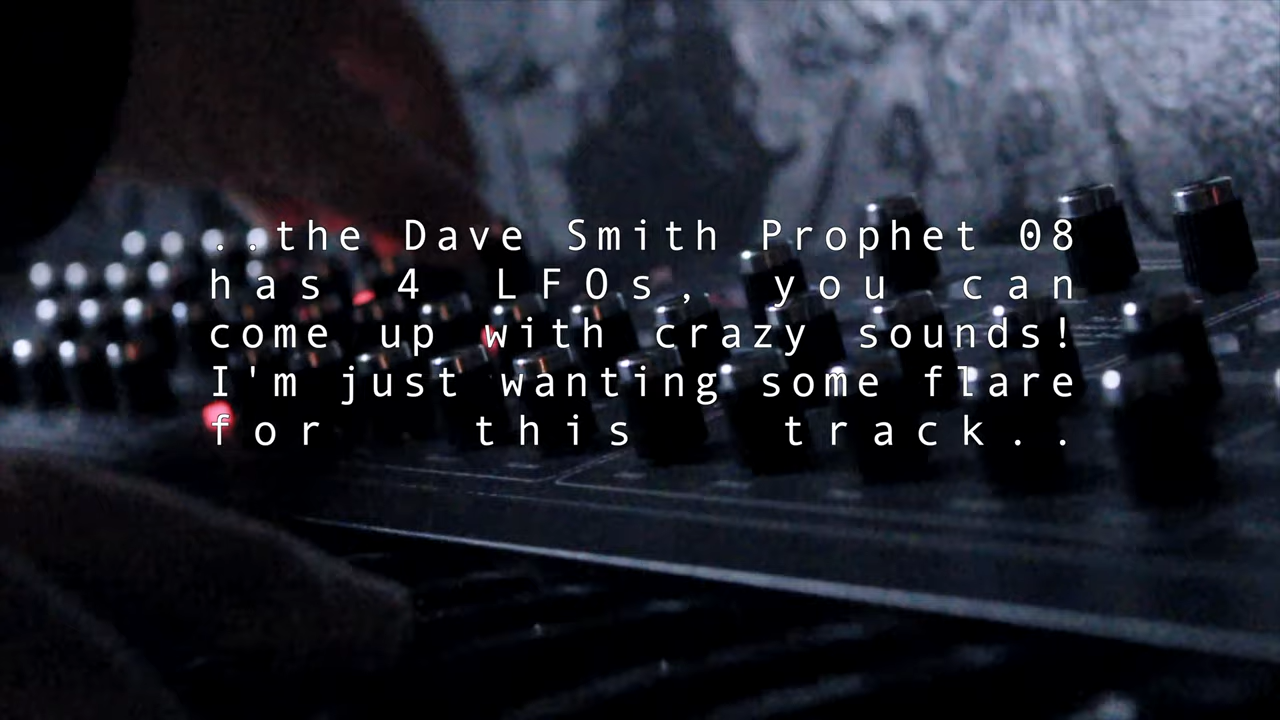 ..the Dave Smith Prophet 08
has 4 LFOs, you can
come up with crazy sounds!
I'm just wanting some flare
for this track..